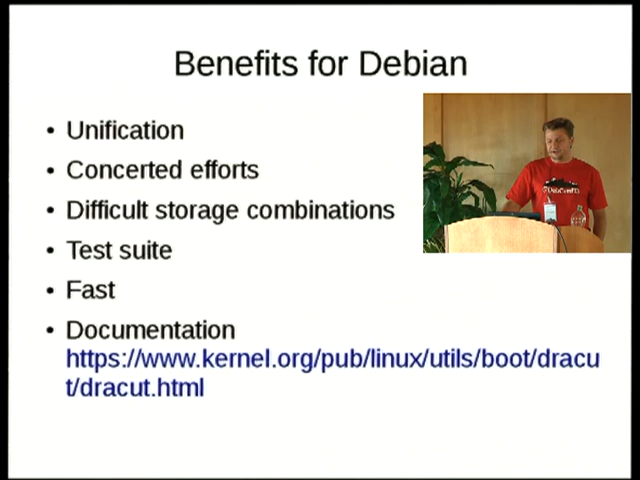 Benefits for Debian
• Unification
• Concerted efforts
• Difficult storage combinations
• Test suite
• Fast
• Documentation
https://www.kernel.org/pub/linux/utils/boot/dracu
t/dracut.html